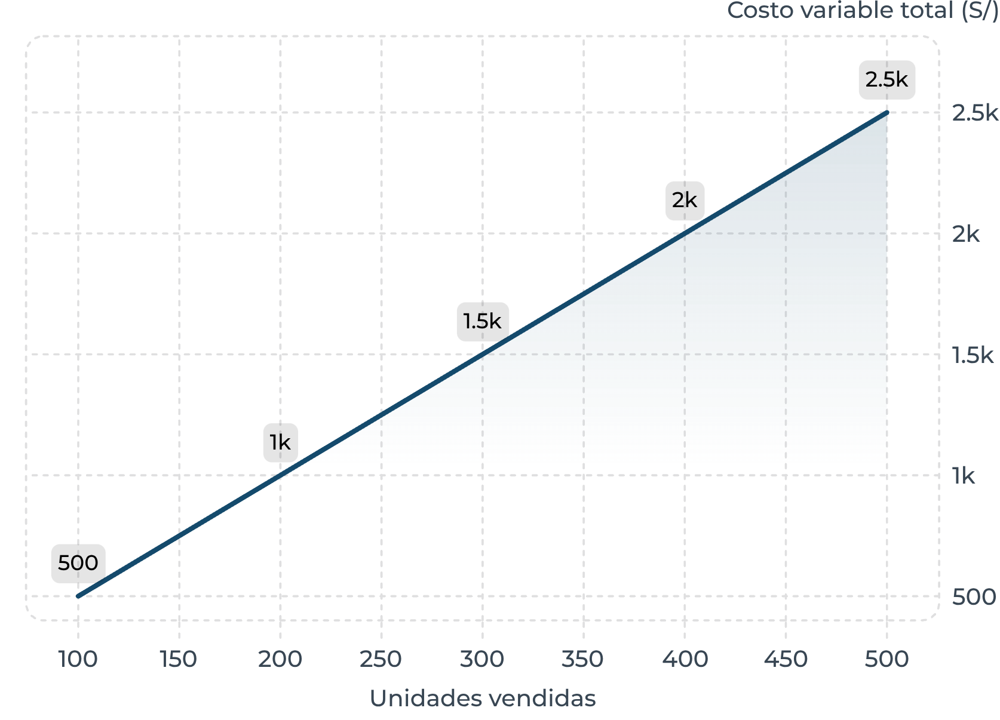 Costo variable total (S/)
2.5k
2.5k
2k
2k
1.5k
1.5k
1k
1k
500
500
100 150 200 250 300 350 400 450 500
Unidades vendidas